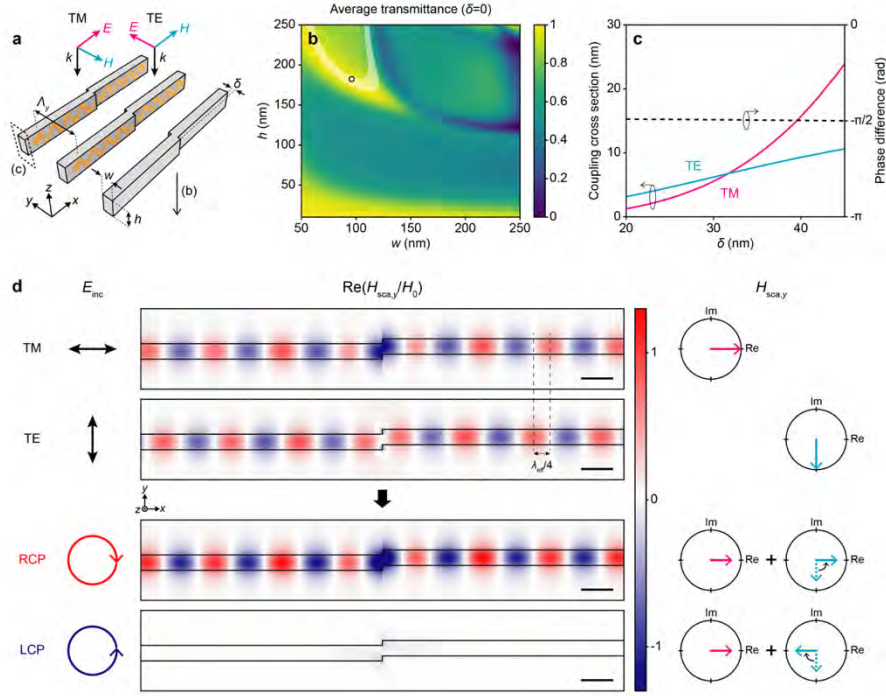 a
TM
TE
E
H
k
E
H
k
Λy
δ
(c)
w
(b)
h
z
y
x
b
Average transmittance (δ=0)
h (nm)
250
200
150
100
50
50
100
150
200
250
w (nm)
1
0.8
0.6
0.4
0.2
0
c
Coupling cross section (nm)
30
20
10
0
20
30
40
δ (nm)
TE
TM
0
-π/2
-π
Phase difference (rad)
d
Einc
Re(Hsca,y/H0)
Hsca,y
TM
Im
Re
TE
λeff/4
Im
Re
y
z
x
RCP
Im
Re
+
Im
Re
LCP
Im
Re
+
Im
Re
1
0
-1